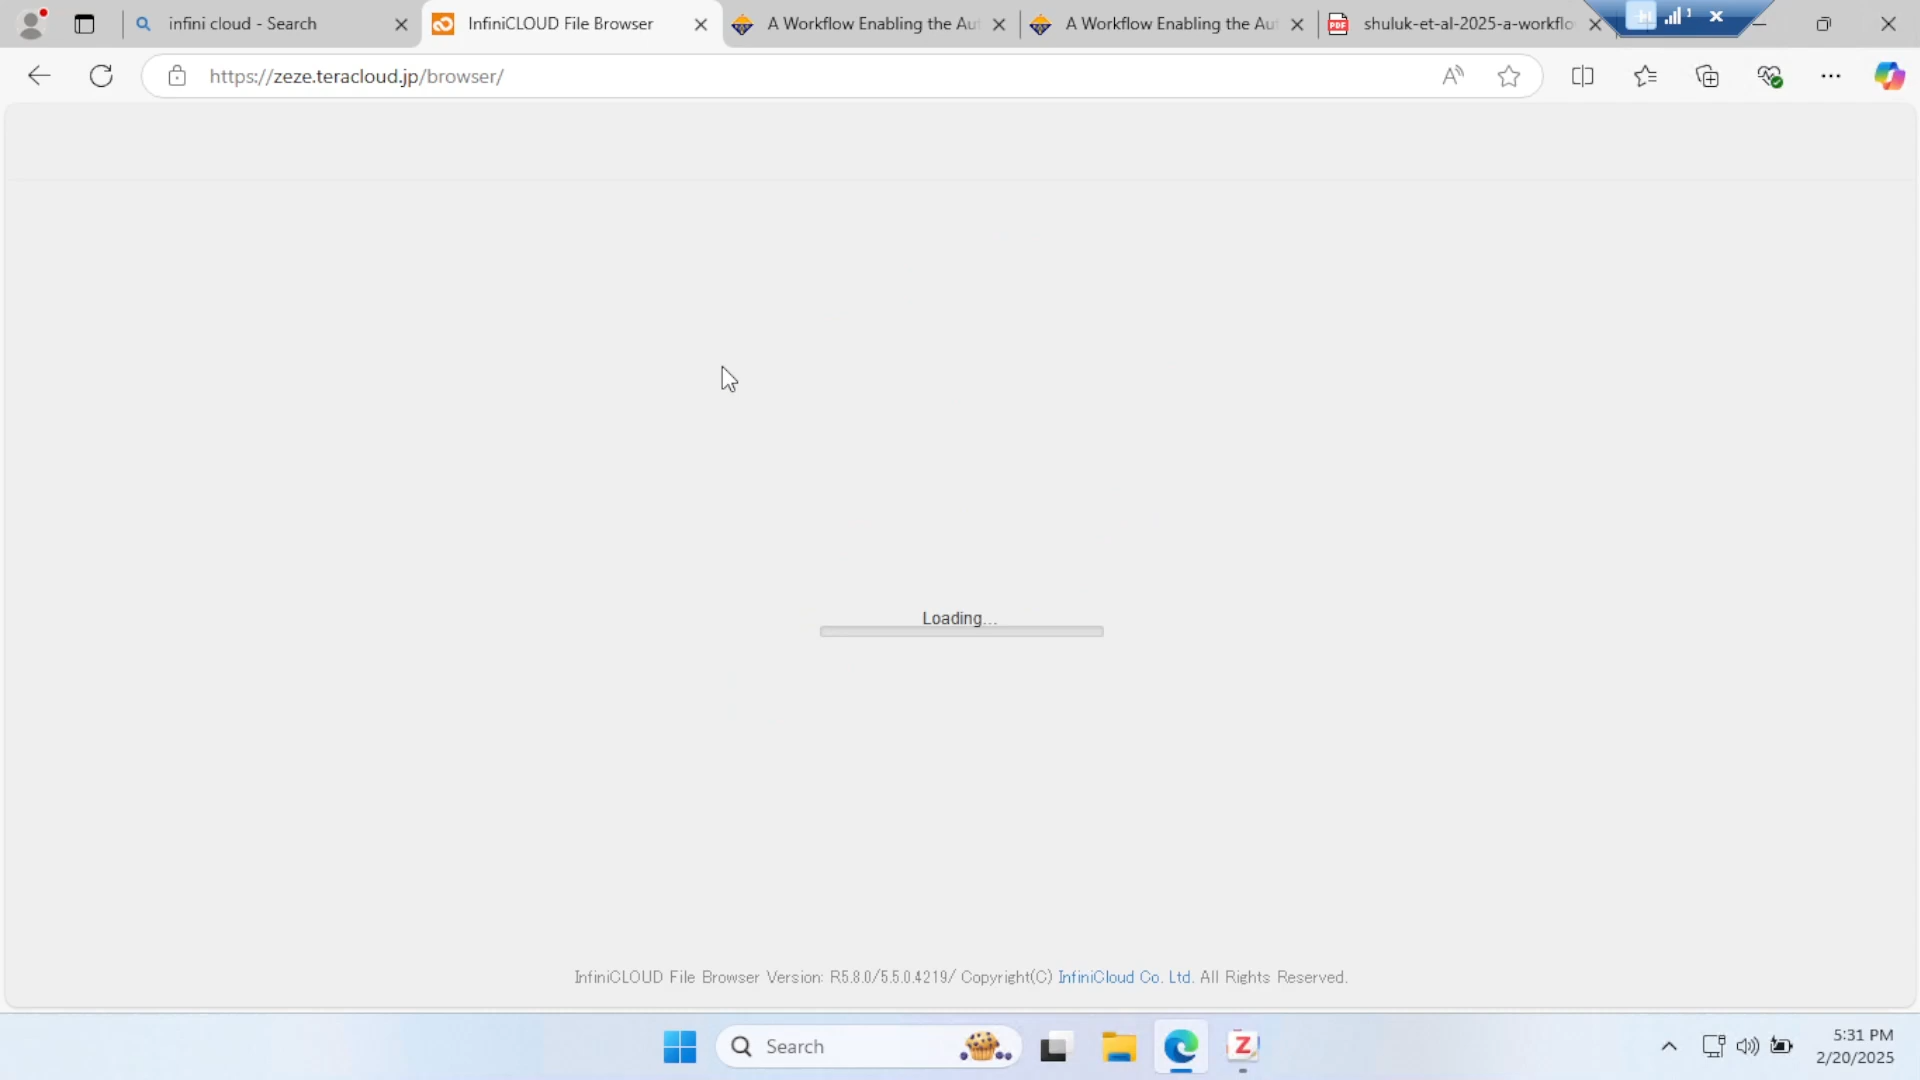 infini cloud - Search
InfiniCLOUD File Browser
A Workflow Enabling the Aut
A Workflow Enabling the Aut
shuluk-et-al-2025-a-workflo
https://zeze.teracloud.jp/browser/
Loading...
InfiniCLOUD File Browser Version: R5.8.0/5.5.0.4219/ Copyright(C) InfiniCloud Co. Ltd. All Rights Reserved.
Search
5:31 PM
2/20/2025